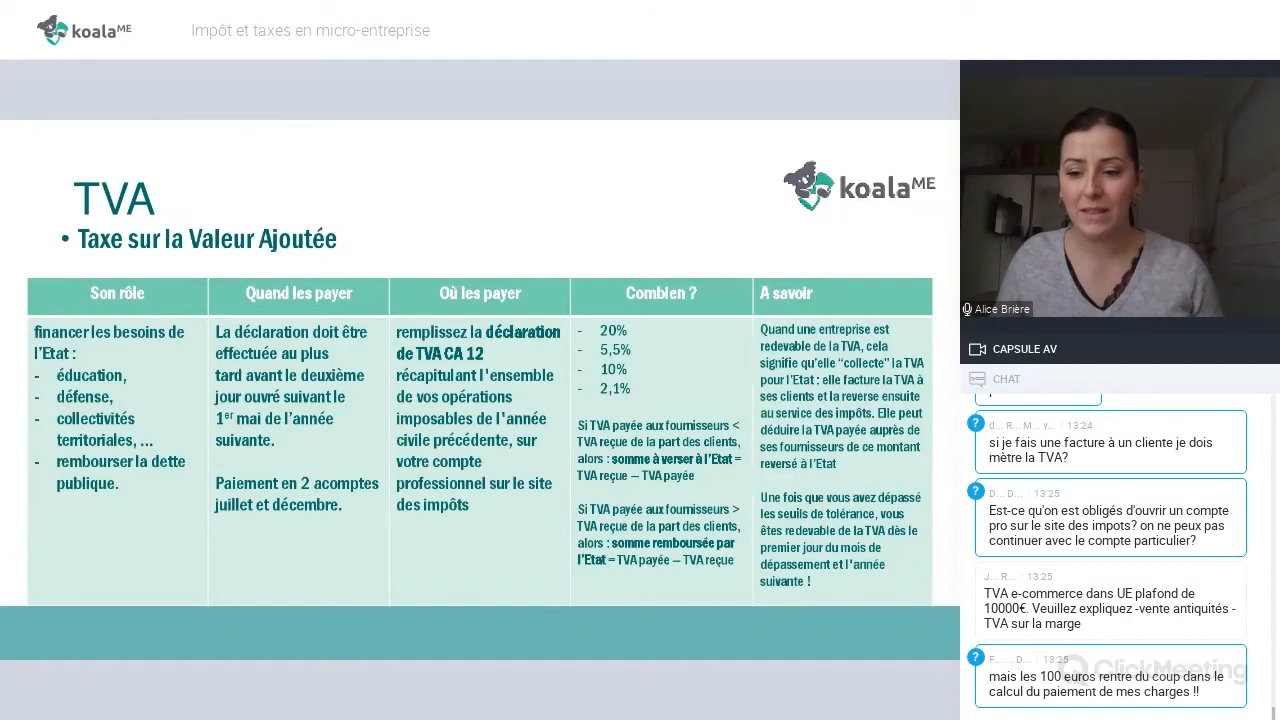 koalaME
Impôt et taxes en micro-entreprise
TVA
• Taxe sur la Valeur Ajoutée
koalaME
Son rôle
Quand les payer
Où les payer
Combien ?
A savoir
financer les besoins de
l'Etat :
- éducation,
- défense,
- collectivités
territoriales, ...
- rembourser la dette
publique.
La déclaration doit être
effectuée au plus
tard avant le deuxième
jour ouvré suivant le
1er mai de l'année
suivante.
Paiement en 2 acomptes
juillet et décembre.
remplissez la déclaration
de TVA CA 12
récapitulant l'ensemble
de vos opérations
imposables de l'année
civile précédente, sur
votre compte
professionnel sur le site
des impôts
- 20%
- 5,5%
- 10%
- 2,1%
Si TVA payée aux fournisseurs <
TVA reçue de la part des clients,
alors : somme à verser à l'Etat =
TVA reçue – TVA payée
Si TVA payée aux fournisseurs >
TVA reçue de la part des clients,
alors : somme remboursée par
l'Etat = TVA payée – TVA reçue
Quand une entreprise est
redevable de la TVA, cela
signifie qu'elle "collecte" la TVA
pour l'Etat : elle facture la TVA à
ses clients et la reverse ensuite
au service des impôts. Elle peut
déduire la TVA payée auprès de
ses fournisseurs de ce montant
reversé à l'Etat
Une fois que vous avez dépassé
les seuils de tolérance, vous
êtes redevable de la TVA dès le
premier jour du mois de
dépassement et l'année
suivante !
Alice Brière
CAPSULE AV
CHAT
? d... R... M... v... 13:24
si je fais une facture à un cliente je dois
mètre la TVA?
? D... D... 13:25
Est-ce qu'on est obligés d'ouvrir un compte
pro sur le site des impots? on ne peux pas
continuer avec le compte particulier?
J... R... 13:25
TVA e-commerce dans UE plafond de
10000€. Veuillez expliquez -vente antiquités -
TVA sur la marge
? F... ... D... 13:25
ClickMeeting
mais les 100 euros rentre du coup dans le
calcul du paiement de mes charges !!